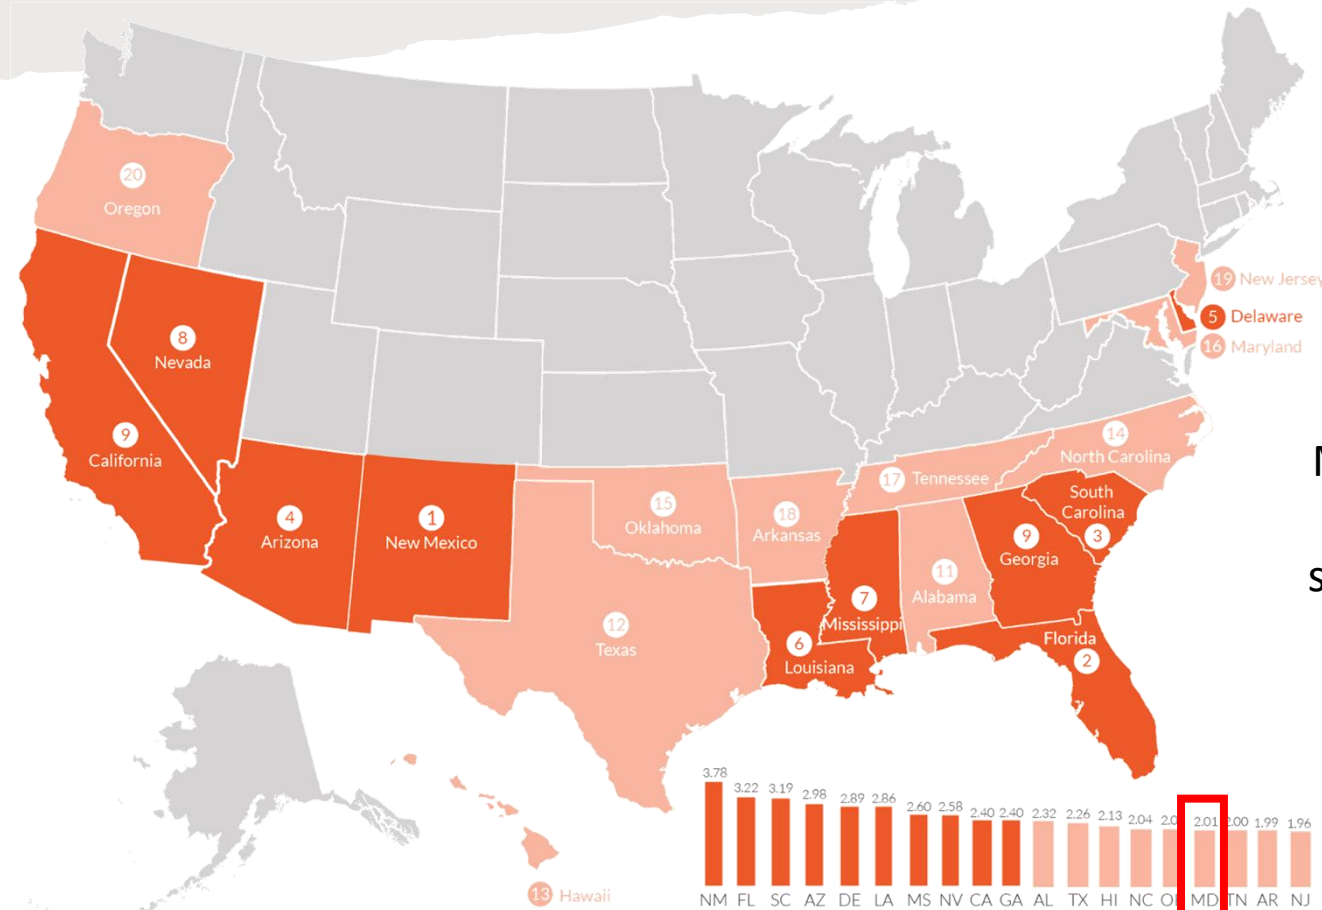 20
Oregon
8
Nevada
9
California
4
Arizona
1
New Mexico
15
Oklahoma
12
Texas
18
Arkansas
6
Louisiana
7
Mississippi
11
Alabama
17 Tennessee
14
North Carolina
South
Carolina
3
9
Georgia
Florida
2
19 New Jersey
5 Delaware
16 Maryland
13 Hawaii
3.78 3.22 3.19 2.98 2.89 2.86 2.60 2.58 2.40 2.40 2.32 2.26 2.13 2.04 2.0 2.01 2.00 1.99 1.96
NM FL SC AZ DE LA MS NV CA GA AL TX HI NC MD TN AR NJ